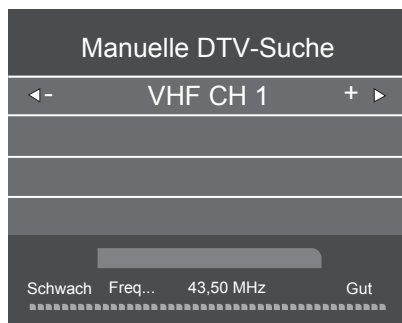 Manuelle DTV-Suche
- VHF CH 1 +
Schwach Freq... 43,50 MHz Gut